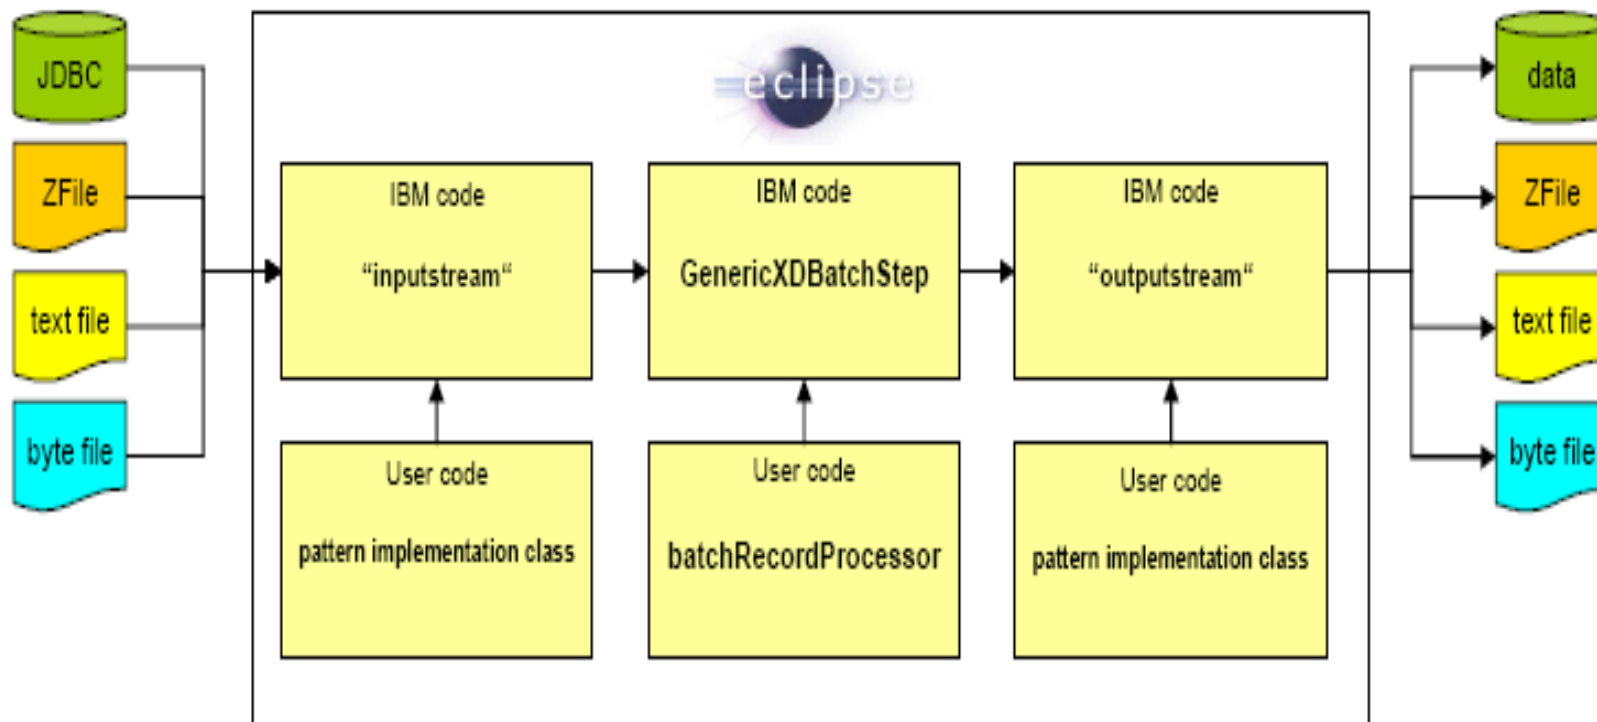 JDBC
ZFile
text file
byte file
eclipse
IBM code
“inputstream“
IBM code
GenericXDBatchStep
IBM code
“outputstream“
User code
pattern implementation class
User code
batchRecordProcessor
User code
pattern implementation class
data
ZFile
text file
byte file